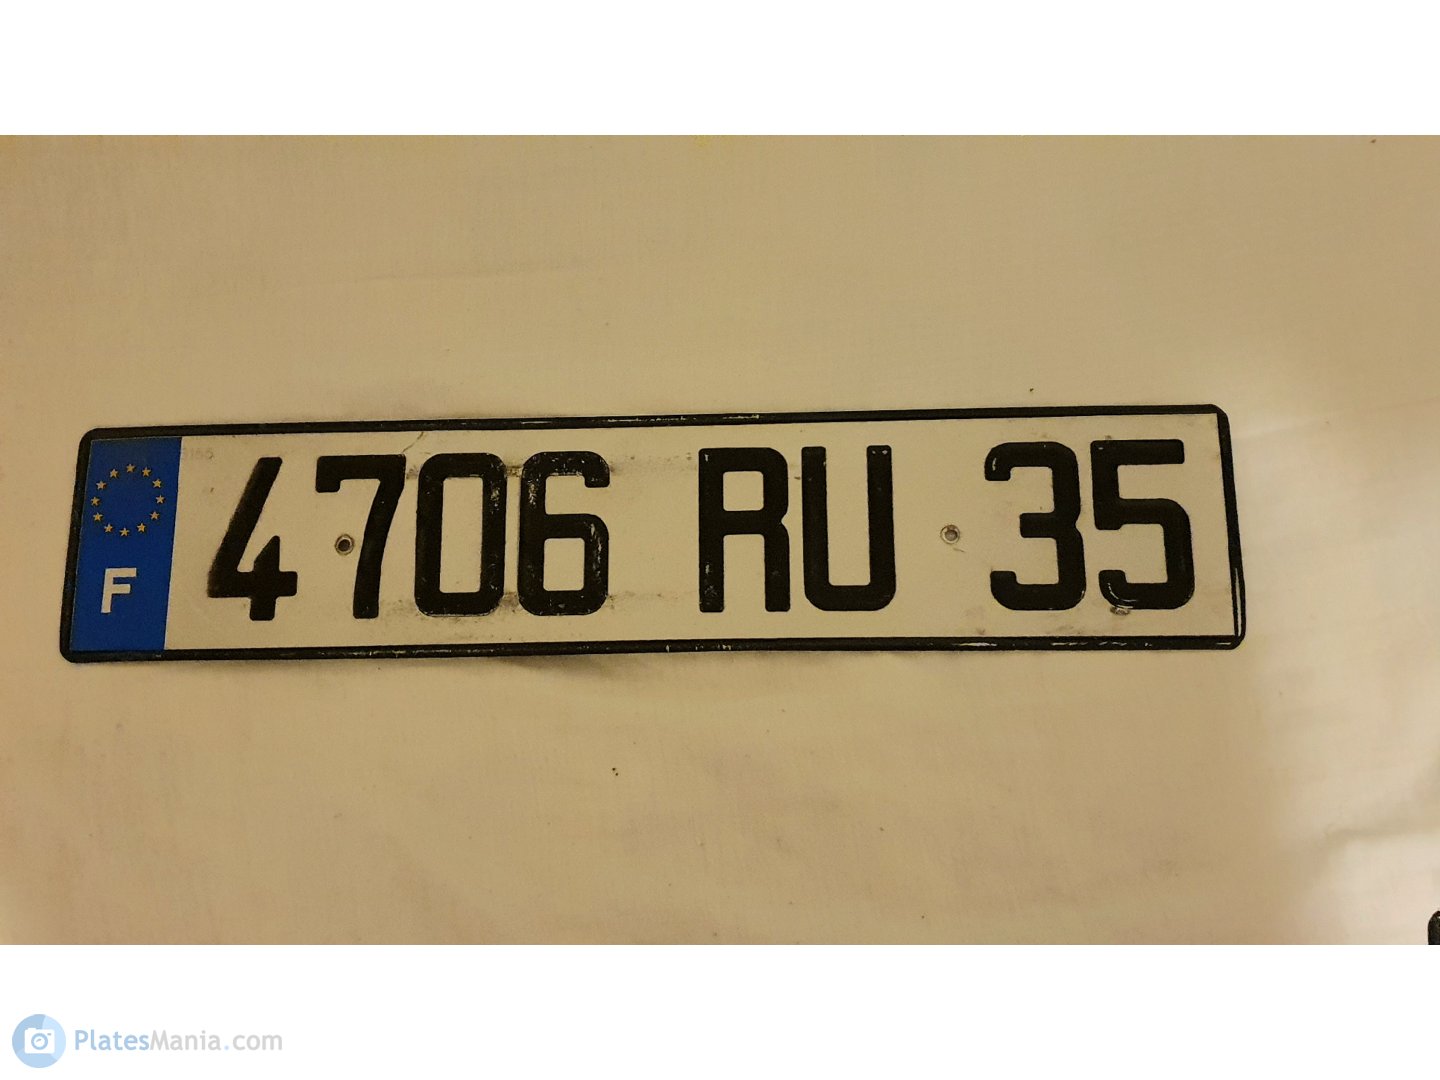 4706 RU 35
F
PlatesMania.com